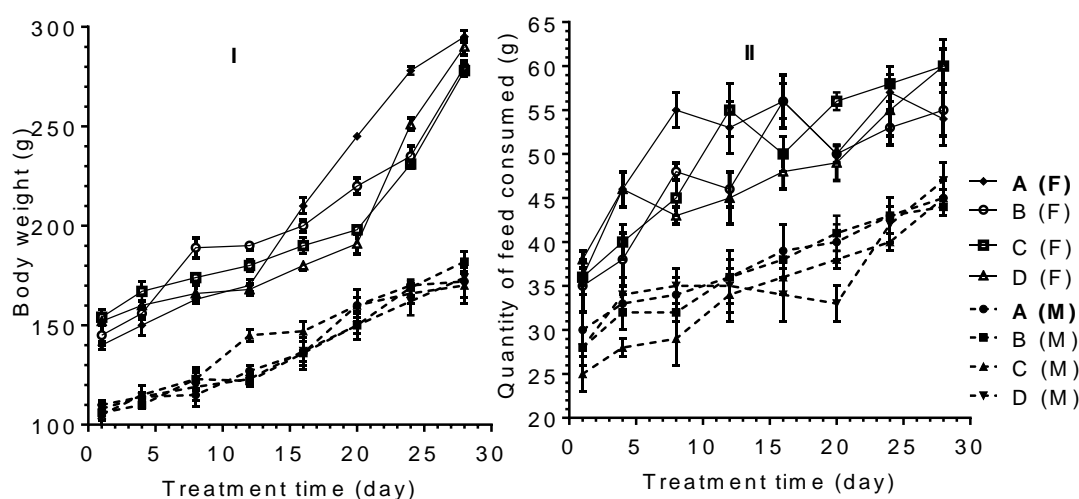 I
Body weight (g)
300
250
200
150
100
0 5 10 15 20 25 30
Treatment time (day)
II
Quantity of feed consumed (g)
65
60
55
50
45
40
35
30
25
20
0 5 10 15 20 25 30
Treatment time (day)
A (F)
B (F)
C (F)
D (F)
A (M)
B (M)
C (M)
D (M)